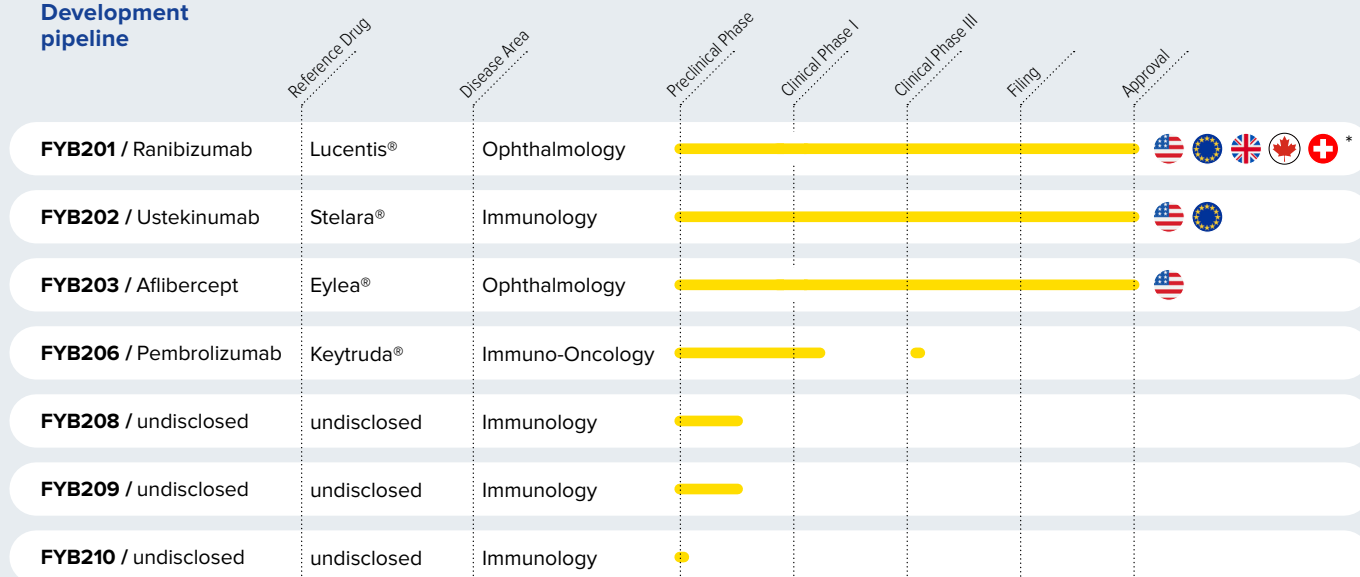 Development
pipeline
Reference Drug
Disease Area
Preclinical Phase
Clinical Phase I
Clinical Phase III
Filing
Approval
FYB201 / Ranibizumab Lucentis® Ophthalmology *
FYB202 / Ustekinumab Stelara® Immunology
FYB203 / Aflibercept Eylea® Ophthalmology
FYB206 / Pembrolizumab Keytruda® Immuno-Oncology
FYB208 / undisclosed undisclosed Immunology
FYB209 / undisclosed undisclosed Immunology
FYB210 / undisclosed undisclosed Immunology